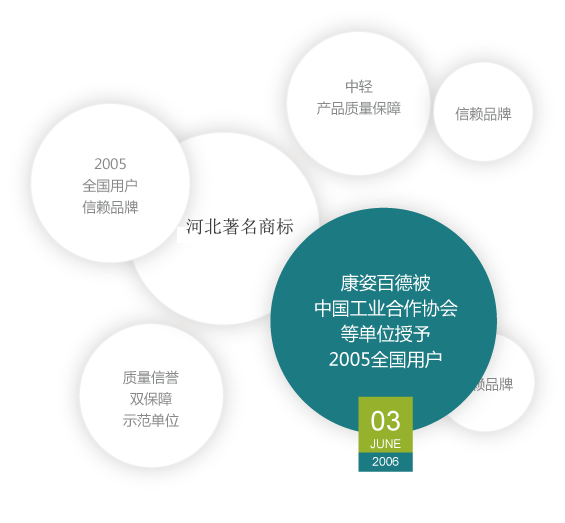 中轻
产品质量保障
信赖品牌
2005
全国用户
信赖品牌
河北著名商标
康姿百德被
中国工业合作协会
等单位授予
2005全国用户
质量信誉
双保障
示范单位
赖品牌
03
JUNE
2006